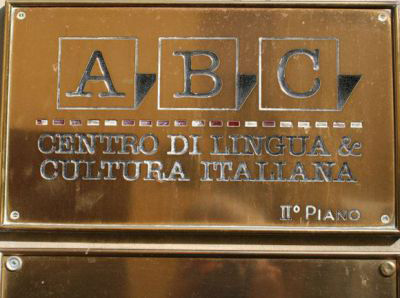 A B C
CENTRO DI LINGUA &
CULTURA ITALIANA
II° PIANO